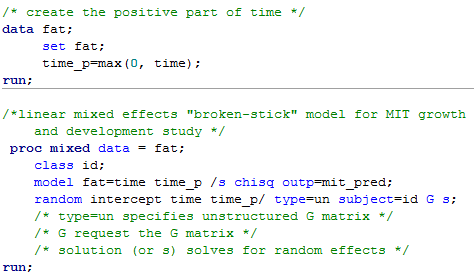 /* create the positive part of time */
data fat;
set fat;
time_p=max(0, time);
run;
/*linear mixed effects "broken-stick" model for MIT growth
and development study */
proc mixed data = fat;
class id;
model fat=time time_p /s chisq outp=mit_pred;
random intercept time time_p/ type=un subject=id G s;
/* type=un specifies unstructured G matrix */
/* G request the G matrix */
/* solution (or s) solves for random effects */
run;